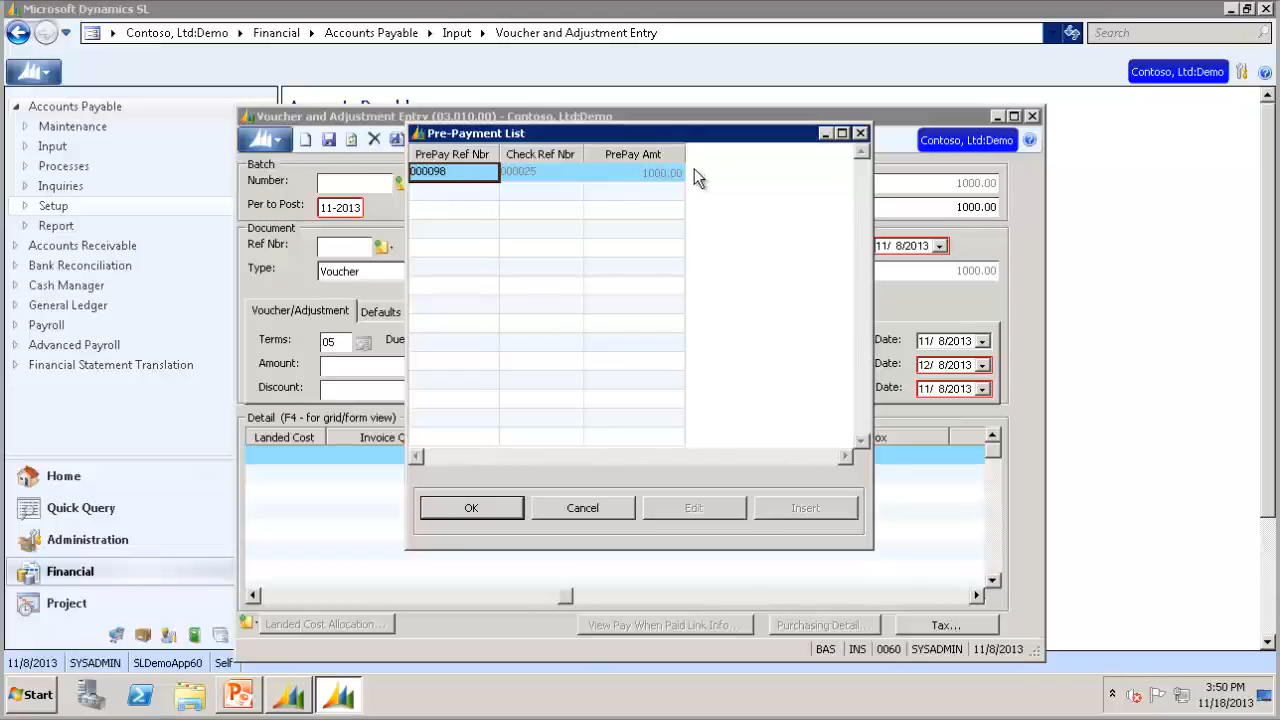 Microsoft Dynamics SL
Contoso, Ltd:Demo
Financial
Accounts Payable
Input
Voucher and Adjustment Entry
Search
Contoso, Ltd:Demo
Accounts Payable
Maintenance
Input
Processes
Inquiries
Setup
Report
Accounts Receivable
Bank Reconciliation
Cash Manager
General Ledger
Payroll
Advanced Payroll
Financial Statement Translation
Home
Quick Query
Administration
Financial
Project
11/8/2013 SYSADMIN SLDemoApp60 Self
Voucher and Adjustment Entry (03.010.00) - Contoso, Ltd:Demo
Contoso, Ltd:Demo
Batch
Number:
1000.00
Per to Post: 11-2013
1000.00
Document
Ref Nbr:
11/ 8/2013
Type: Voucher
1000.00
Voucher/Adjustment
Defaults
Terms: 05 Due
Date: 11/ 8/2013
Amount:
Date: 12/ 8/2013
Discount:
Date: 11/ 8/2013
Detail (F4 - for grid/form view)
Landed Cost
Invoice Q
ox
Landed Cost Allocation...
View Pay When Paid Link Info...
Purchasing Detail...
Tax...
BAS INS 0060 SYSADMIN 11/8/2013
Pre-Payment List
PrePay Ref Nbr Check Ref Nbr PrePay Amt
000098 000025 1000.00
OK
Cancel
Edit
Insert
Start
3:50 PM
11/18/2013